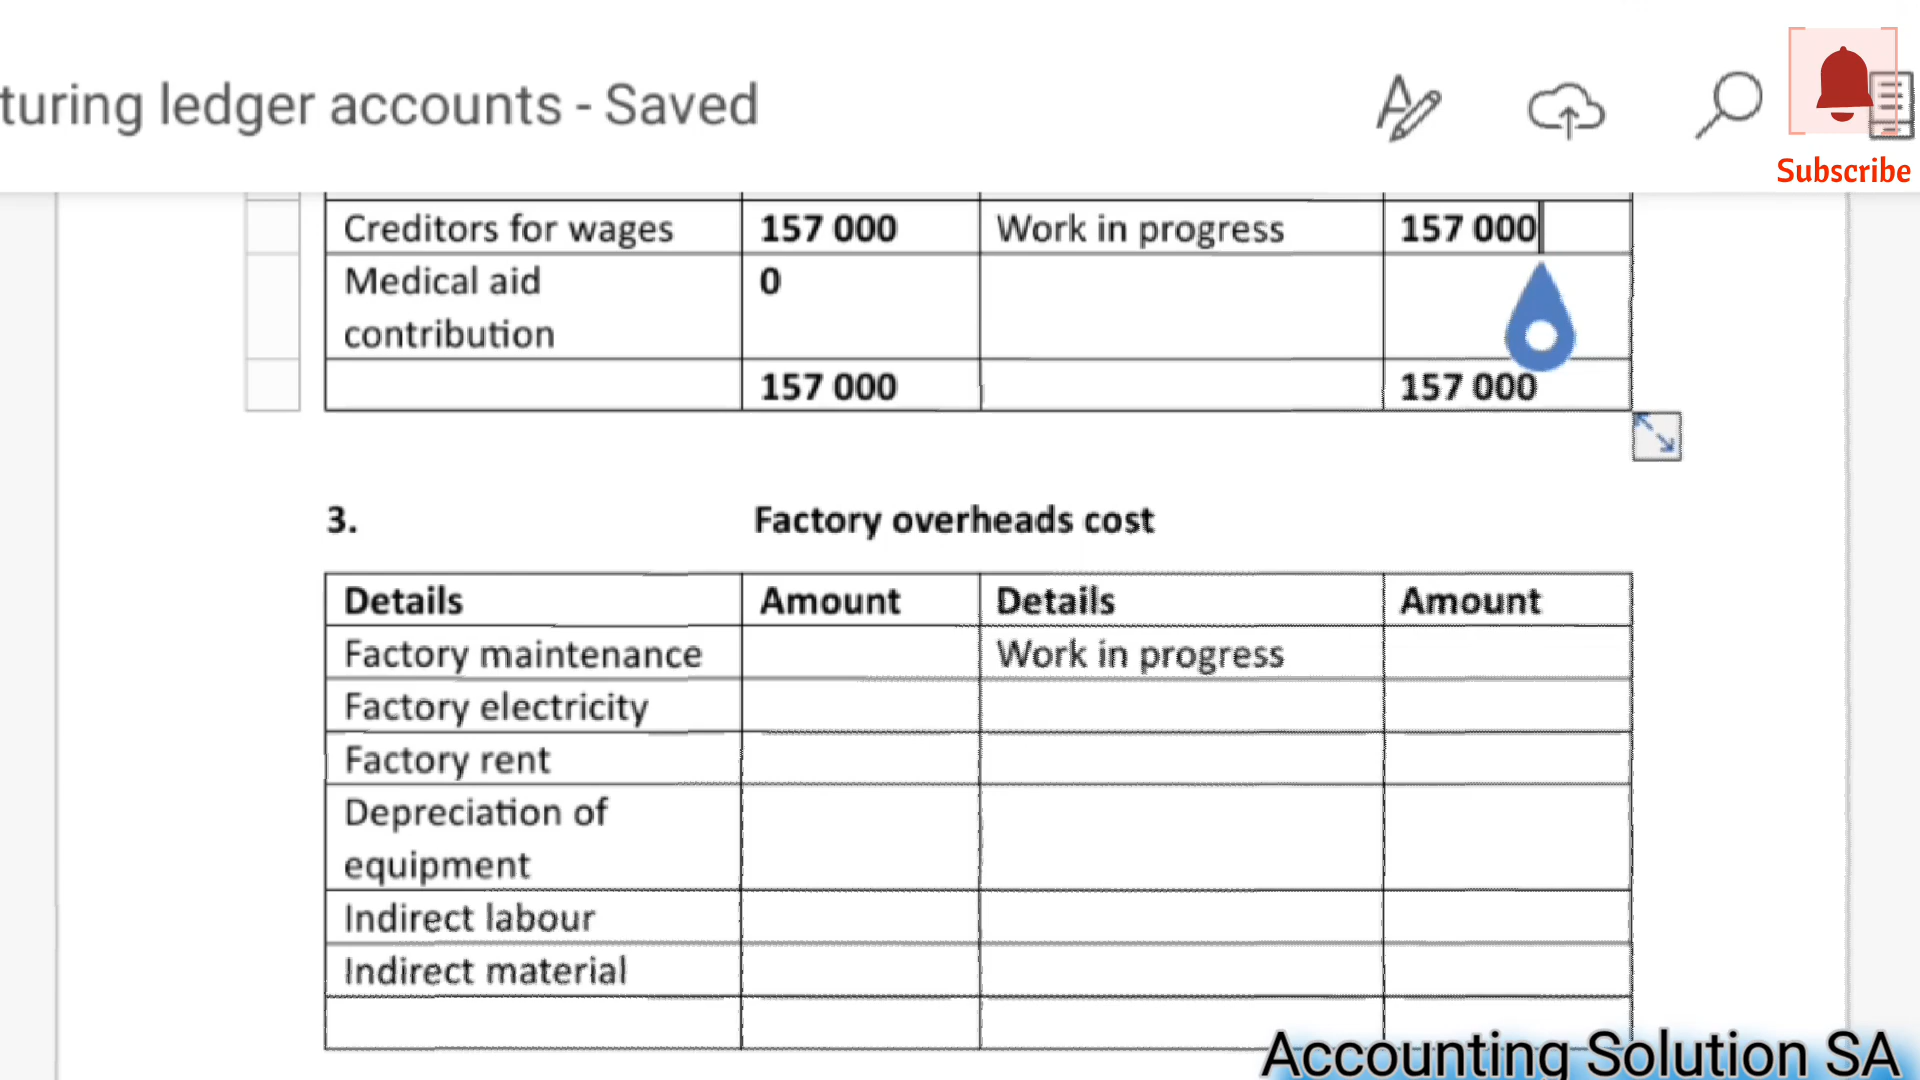 turing ledger accounts - Saved
Subscribe
Creditors for wages 157 000 Work in progress 157 000
Medical aid 0
contribution
157 000 157 000
3. Factory overheads cost
Details Amount Details Amount
Factory maintenance Work in progress
Factory electricity
Factory rent
Depreciation of
equipment
Indirect labour
Indirect material
Accounting Solution SA